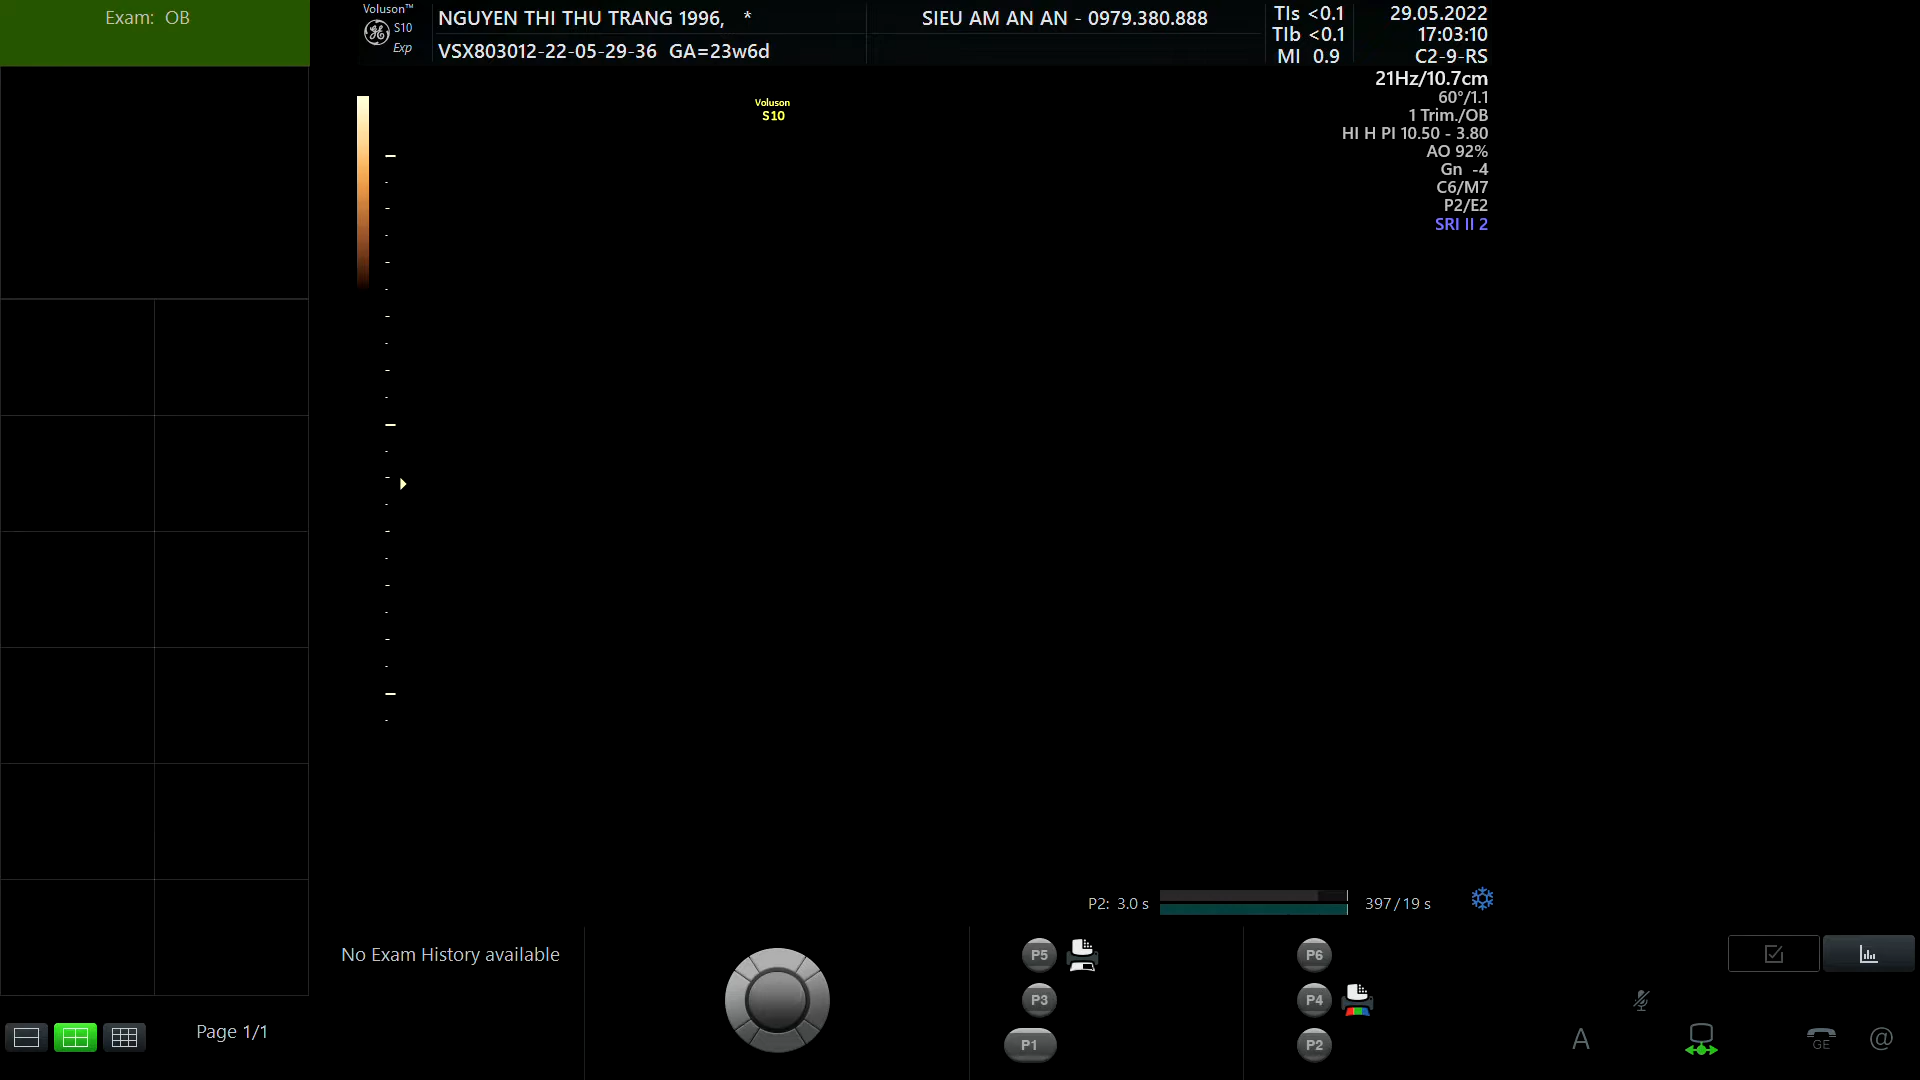 Exam: OB
Voluson™
S10
Exp
NGUYEN THI THU TRANG 1996, *
SIEU AM AN AN - 0979.380.888
VSX803012-22-05-29-36 GA=23w6d
TIs <0.1
TIb <0.1
MI 0.9
29.05.2022
17:03:10
C2-9-RS
21Hz/10.7cm
60°/1.1
1 Trim./OB
HI H PI 10.50 - 3.80
AO 92%
Gn -4
C6/M7
P2/E2
SRI II 2
Voluson
S10
P2: 3.0 s
397/19 s
No Exam History available
P5
P3
P1
P6
P4
P2
Page 1/1
A
GE
@